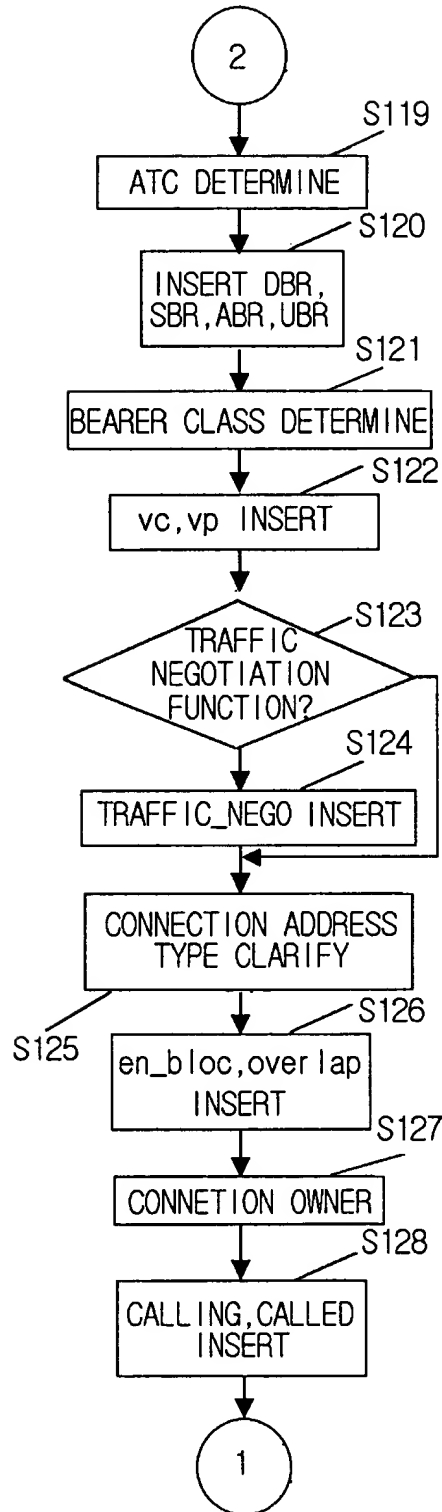 2
S119
ATC DETERMINE
S120
INSERT DBR,
SBR,ABR,UBR
S121
BEARER CLASS DETERMINE
S122
vc,vp INSERT
S123
TRAFFIC
NEGOTIATION
FUNCTION?
S124
TRAFFIC_NEGO INSERT
CONNECTION ADDRESS
TYPE CLARIFY
S125
S126
en_bloc,overlap
INSERT
S127
CONNETION OWNER
S128
CALLING,CALLED
INSERT
1